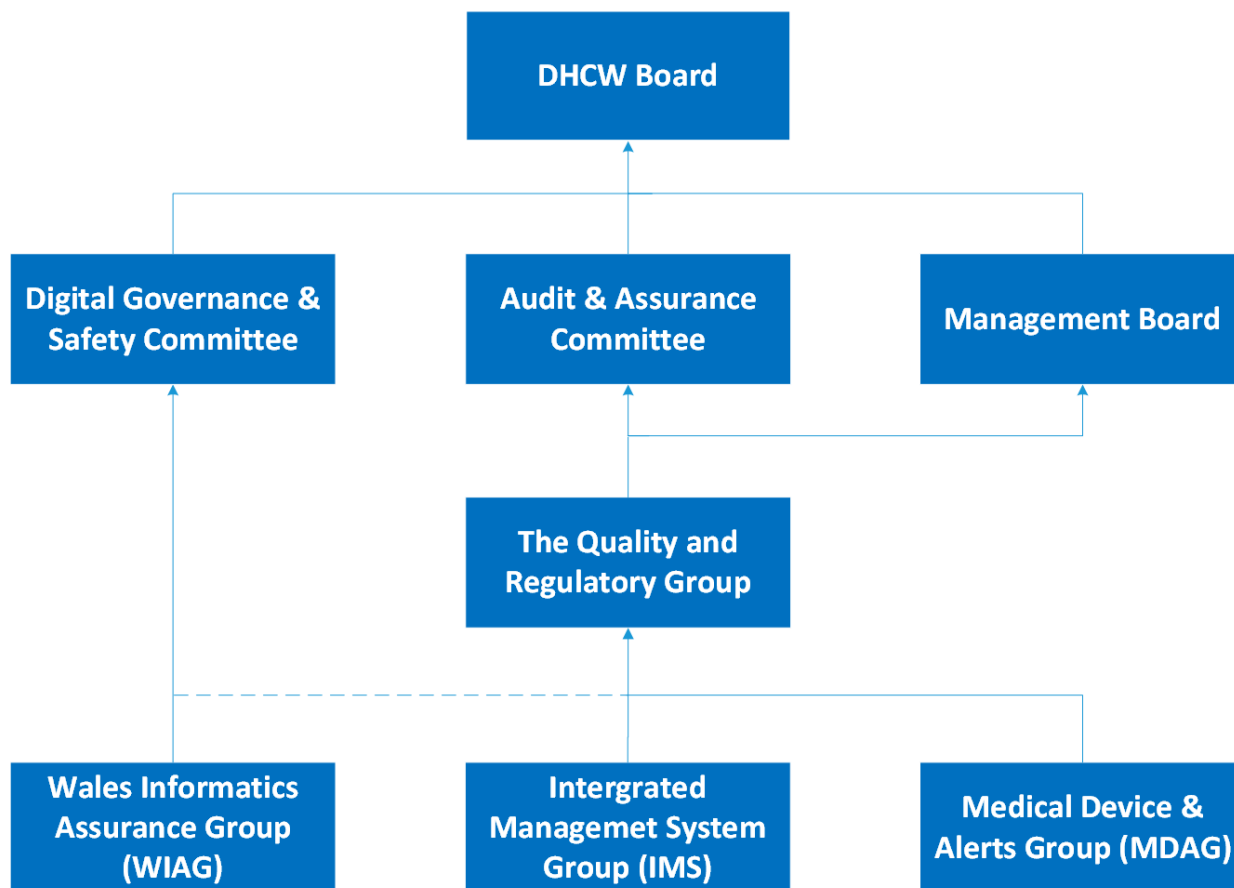 DHCW Board
Digital Governance &
Safety Committee
Audit & Assurance
Committee
Management Board
The Quality and
Regulatory Group
Wales Informatics
Assurance Group
(WIAG)
Intergrated
Managemet System
Group (IMS)
Medical Device &
Alerts Group (MDAG)